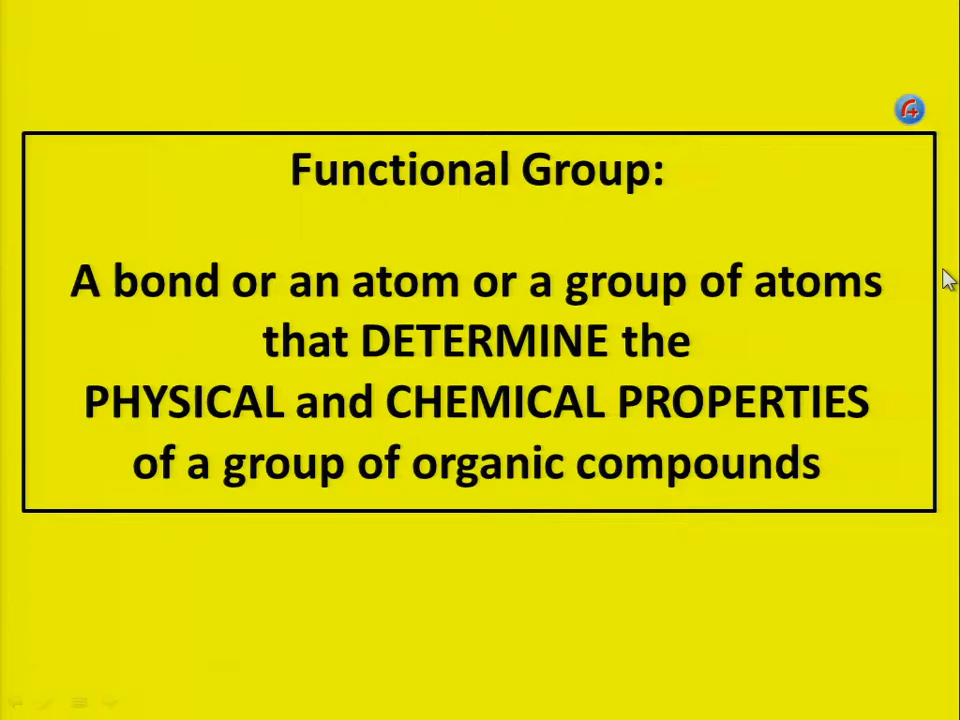 Functional Group:
A bond or an atom or a group of atoms
that DETERMINE the
PHYSICAL and CHEMICAL PROPERTIES
of a group of organic compounds